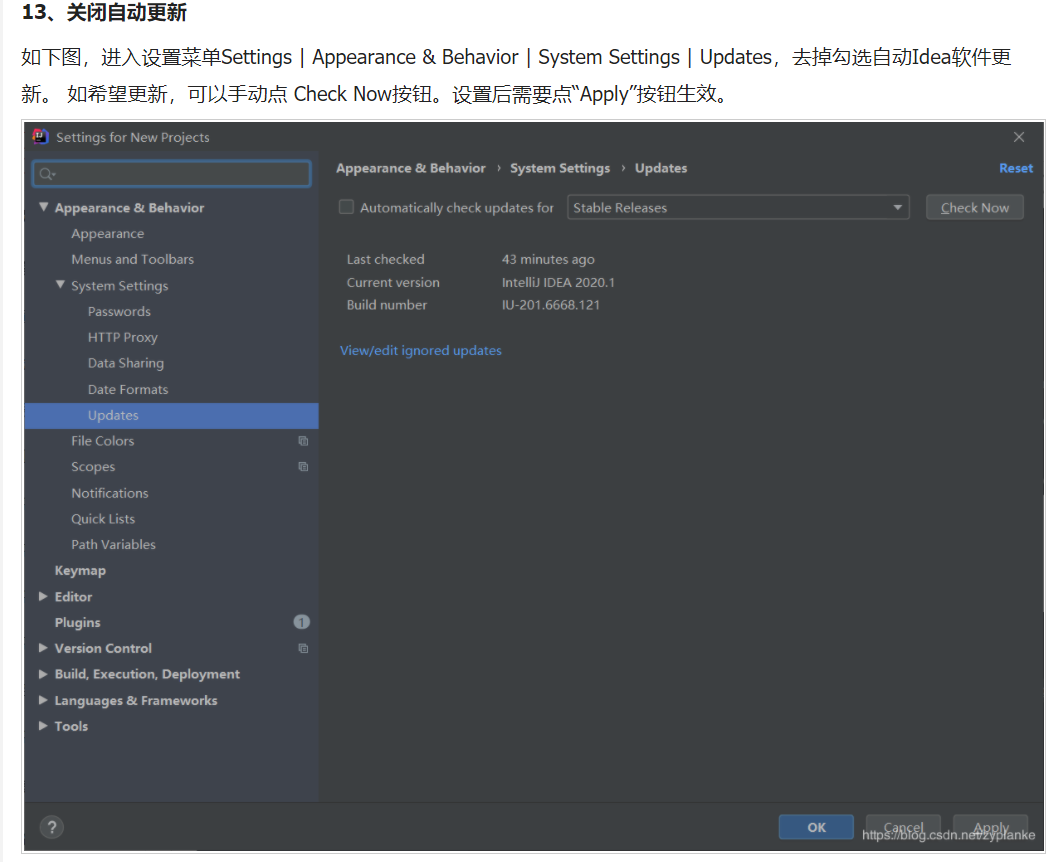 13、关闭自动更新
如下图，进入设置菜单Settings | Appearance & Behavior | System Settings | Updates，去掉勾选自动Idea软件更
新。 如希望更新，可以手动点 Check Now按钮。设置后需要点“Apply”按钮生效。
Settings for New Projects
Appearance & Behavior › System Settings › Updates
Reset
Appearance & Behavior
Appearance
Menus and Toolbars
System Settings
Passwords
HTTP Proxy
Data Sharing
Date Formats
Updates
File Colors
Scopes
Notifications
Quick Lists
Path Variables
Keymap
Editor
Plugins 1
Version Control
Build, Execution, Deployment
Languages & Frameworks
Tools
Automatically check updates for Stable Releases Check Now
Last checked 43 minutes ago
Current version IntelliJ IDEA 2020.1
Build number IU-201.6668.121
View/edit ignored updates
?
OK Cancel Apply
https://blog.csdn.net/zyplanke